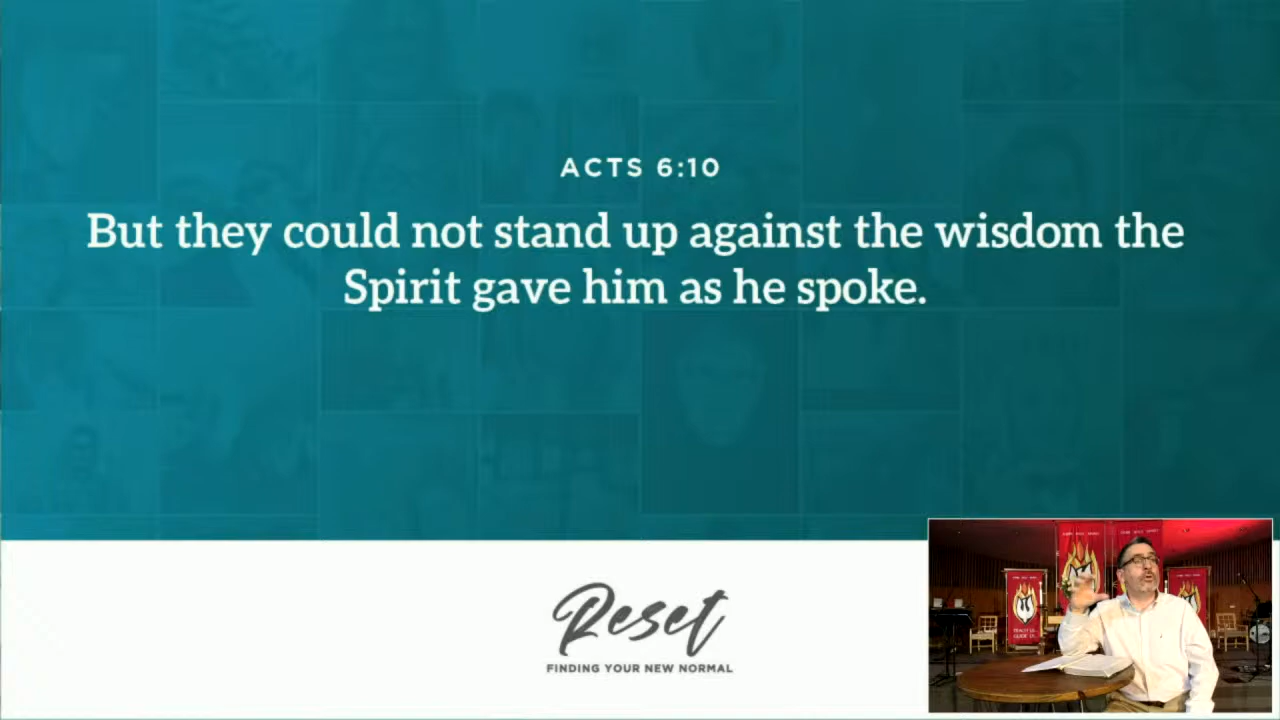 ACTS 6:10
But they could not stand up against the wisdom the
Spirit gave him as he spoke.
Reset
FINDING YOUR NEW NORMAL